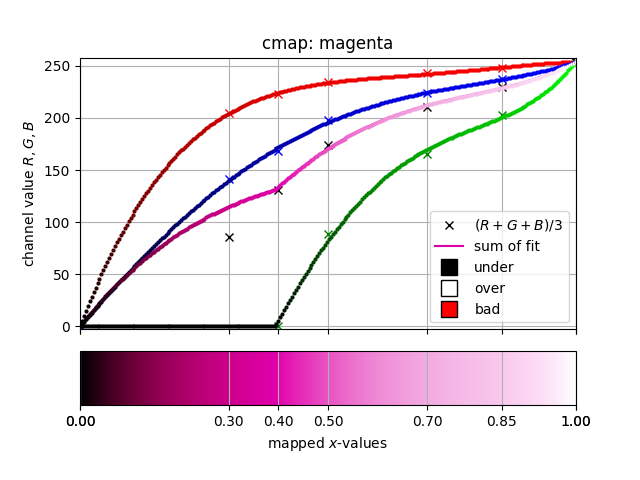 cmap: magenta
channel value R, G, B
250
200
150
100
50
0
(R + G + B)/3
sum of fit
under
over
bad
0.00 0.30 0.40 0.50 0.70 0.85 1.00
mapped x-values